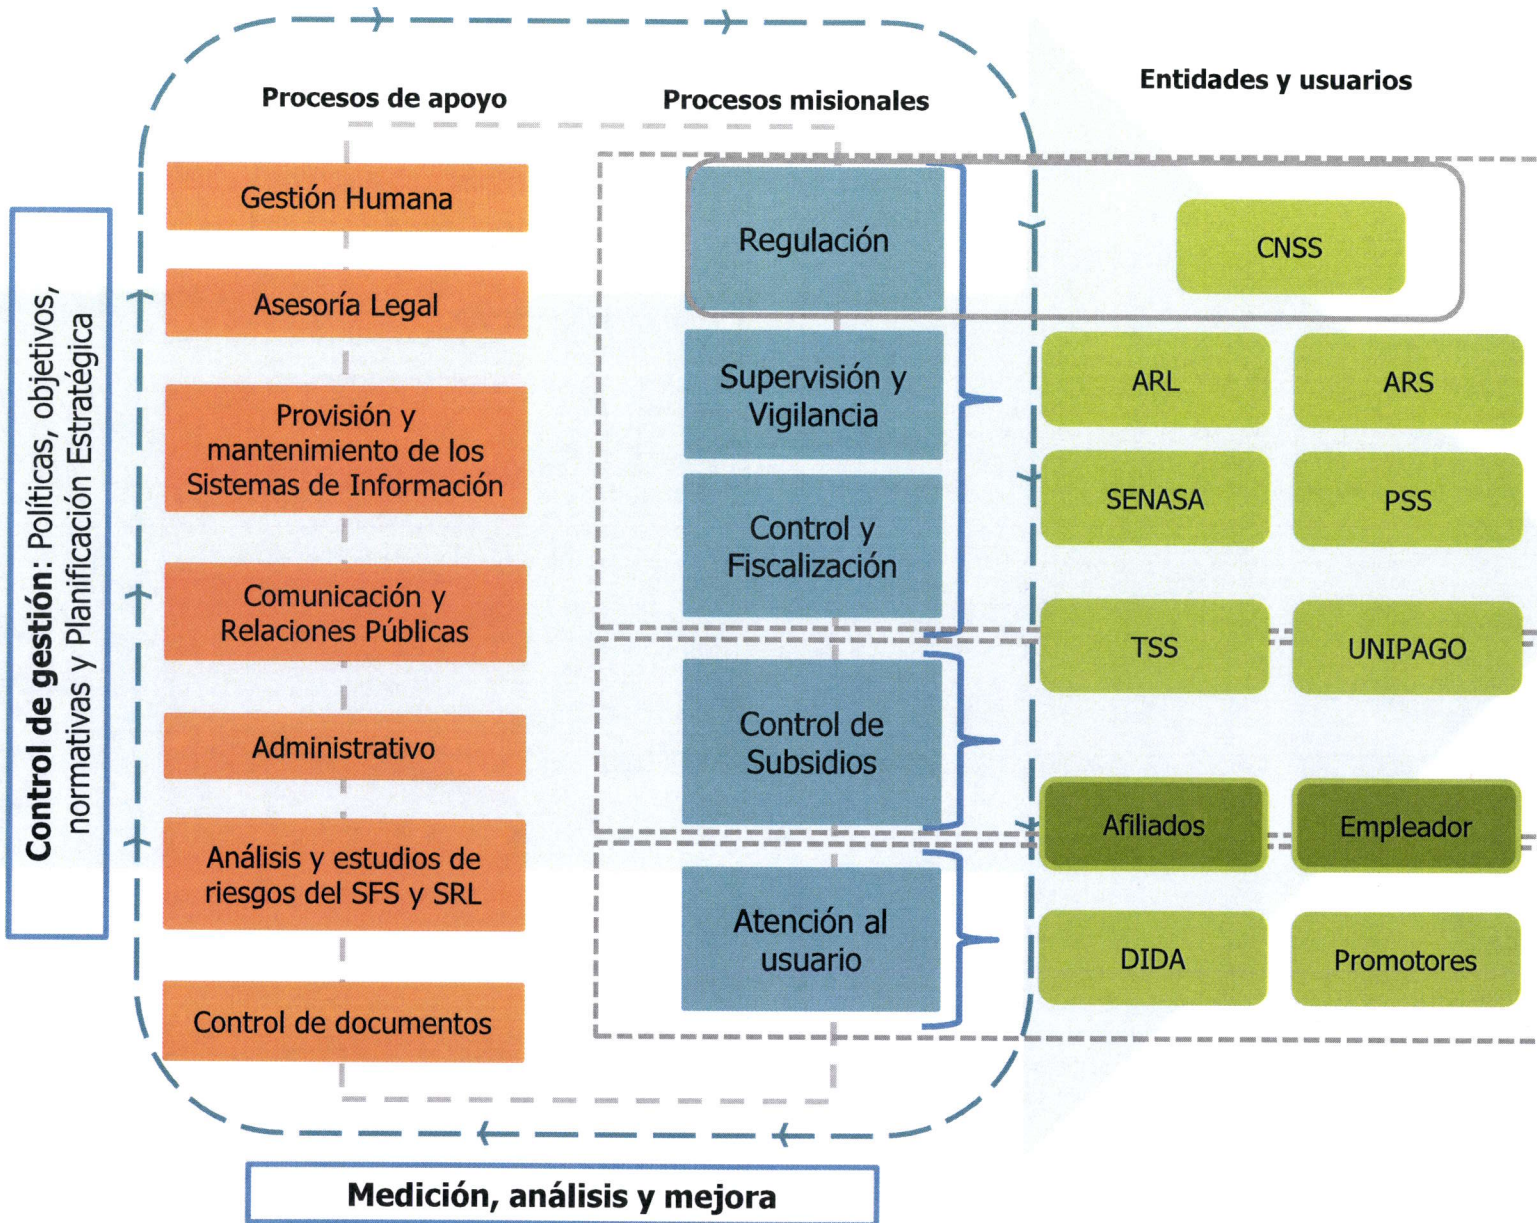 Procesos de apoyo
Procesos misionales
Entidades y usuarios
Control de gestión: Políticas, objetivos,
normativas y Planificación Estratégica
Gestión Humana
Asesoría Legal
Provisión y
mantenimiento de los
Sistemas de Información
Comunicación y
Relaciones Públicas
Administrativo
Análisis y estudios de
riesgos del SFS y SRL
Control de documentos
Regulación
Supervisión y
Vigilancia
Control y
Fiscalización
Control de
Subsidios
Atención al
usuario
CNSS
ARL
ARS
SENASA
PSS
TSS
UNIPAGO
Afiliados
Empleador
DIDA
Promotores
Medición, análisis y mejora